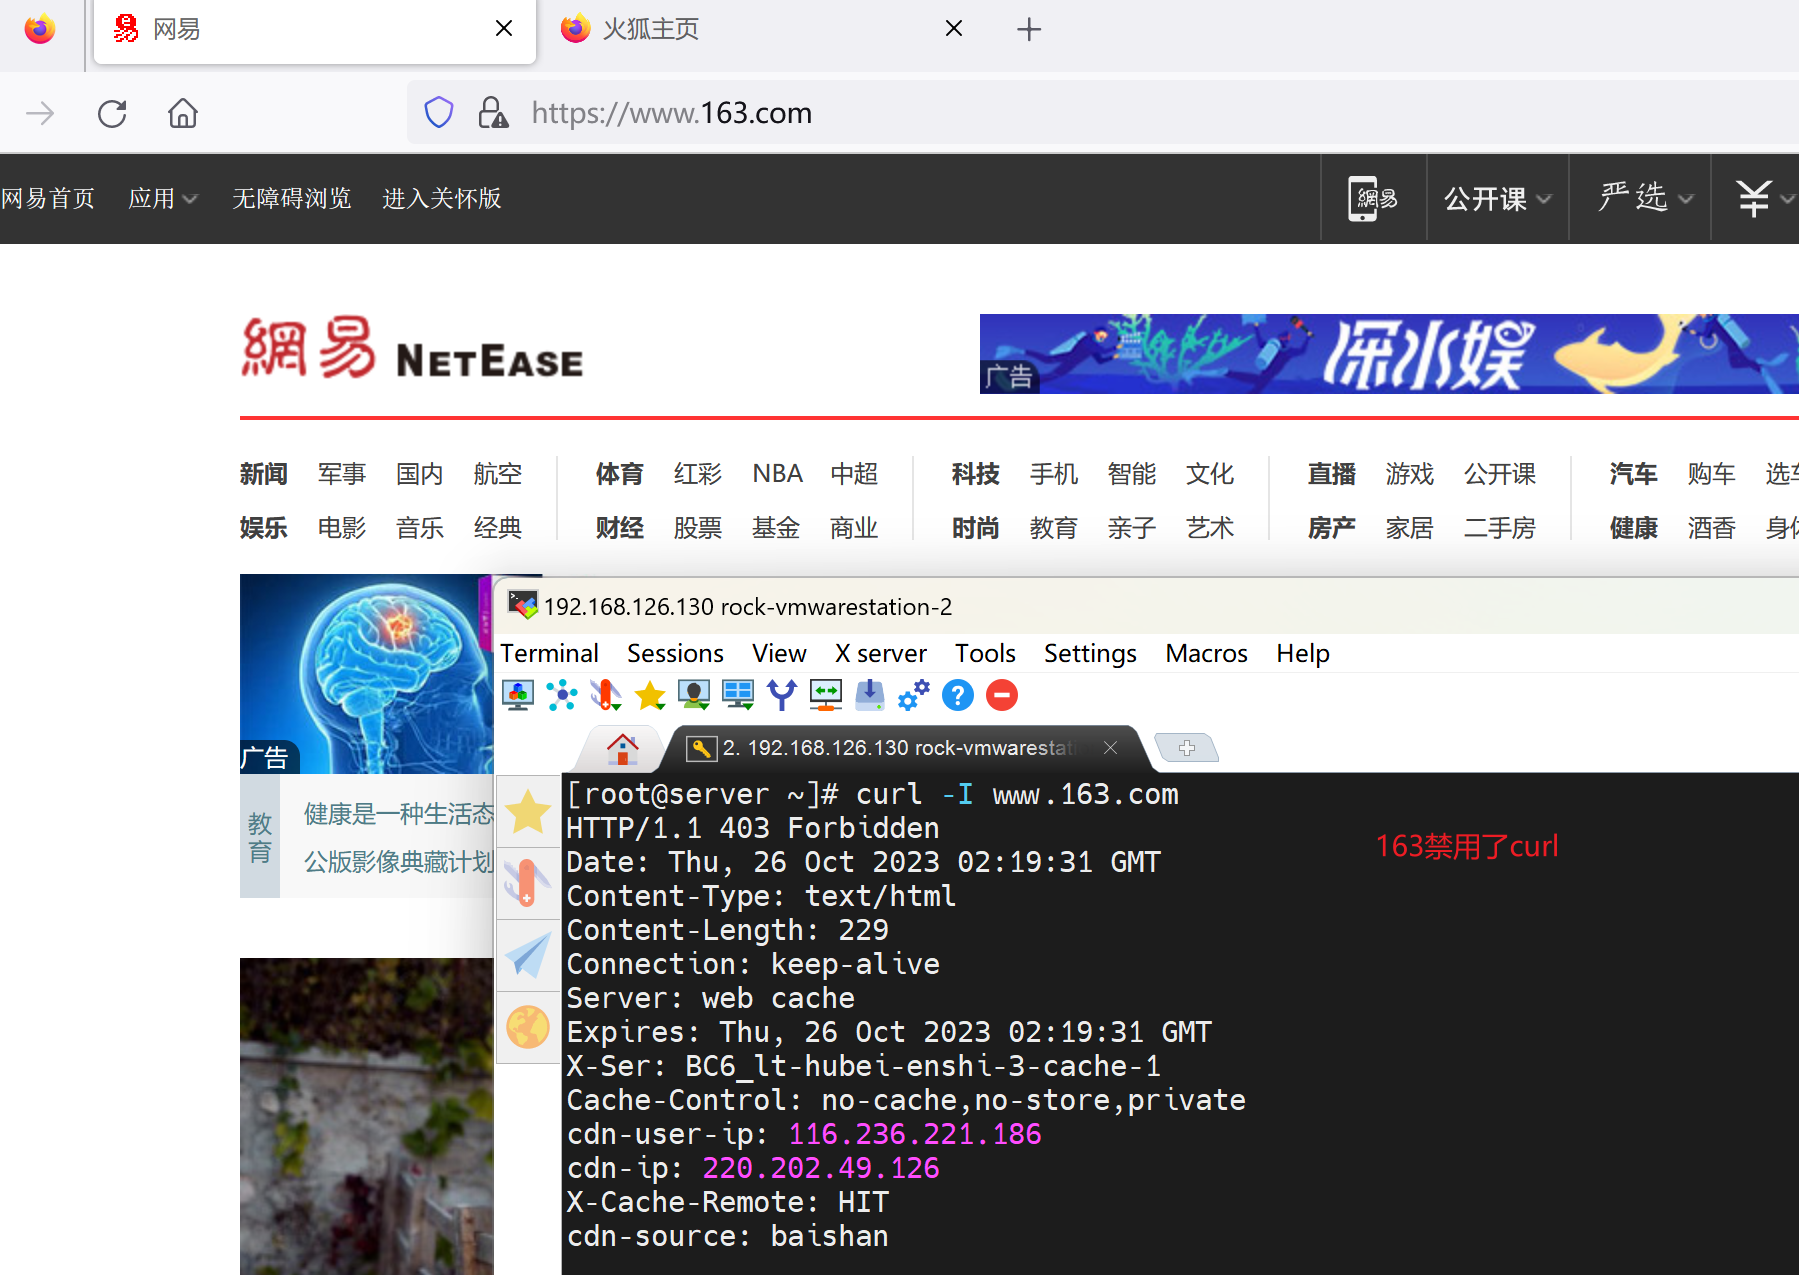 网易
火狐主页
https://www.163.com
网易首页 应用 无障碍浏览 进入关怀版 網易 公开课 严选
網易 NETEASE
深水娱
广告
新闻 军事 国内 航空 体育 红彩 NBA 中超 科技 手机 智能 文化 直播 游戏 公开课 汽车 购车
娱乐 电影 音乐 经典 财经 股票 基金 商业 时尚 教育 亲子 艺术 房产 家居 二手房 健康 酒香
广告
教育
健康是一种生活态
公版影像典藏计划
192.168.126.130 rock-vmwarestation-2
Terminal Sessions View X server Tools Settings Macros Help
2. 192.168.126.130 rock-vmwarestati
[root@server ~]# curl -I www.163.com
HTTP/1.1 403 Forbidden
163禁用了curl
Date: Thu, 26 Oct 2023 02:19:31 GMT
Content-Type: text/html
Content-Length: 229
Connection: keep-alive
Server: web cache
Expires: Thu, 26 Oct 2023 02:19:31 GMT
X-Ser: BC6_lt-hubei-enshi-3-cache-1
Cache-Control: no-cache,no-store,private
cdn-user-ip: 116.236.221.186
cdn-ip: 220.202.49.126
X-Cache-Remote: HIT
cdn-source: baishan